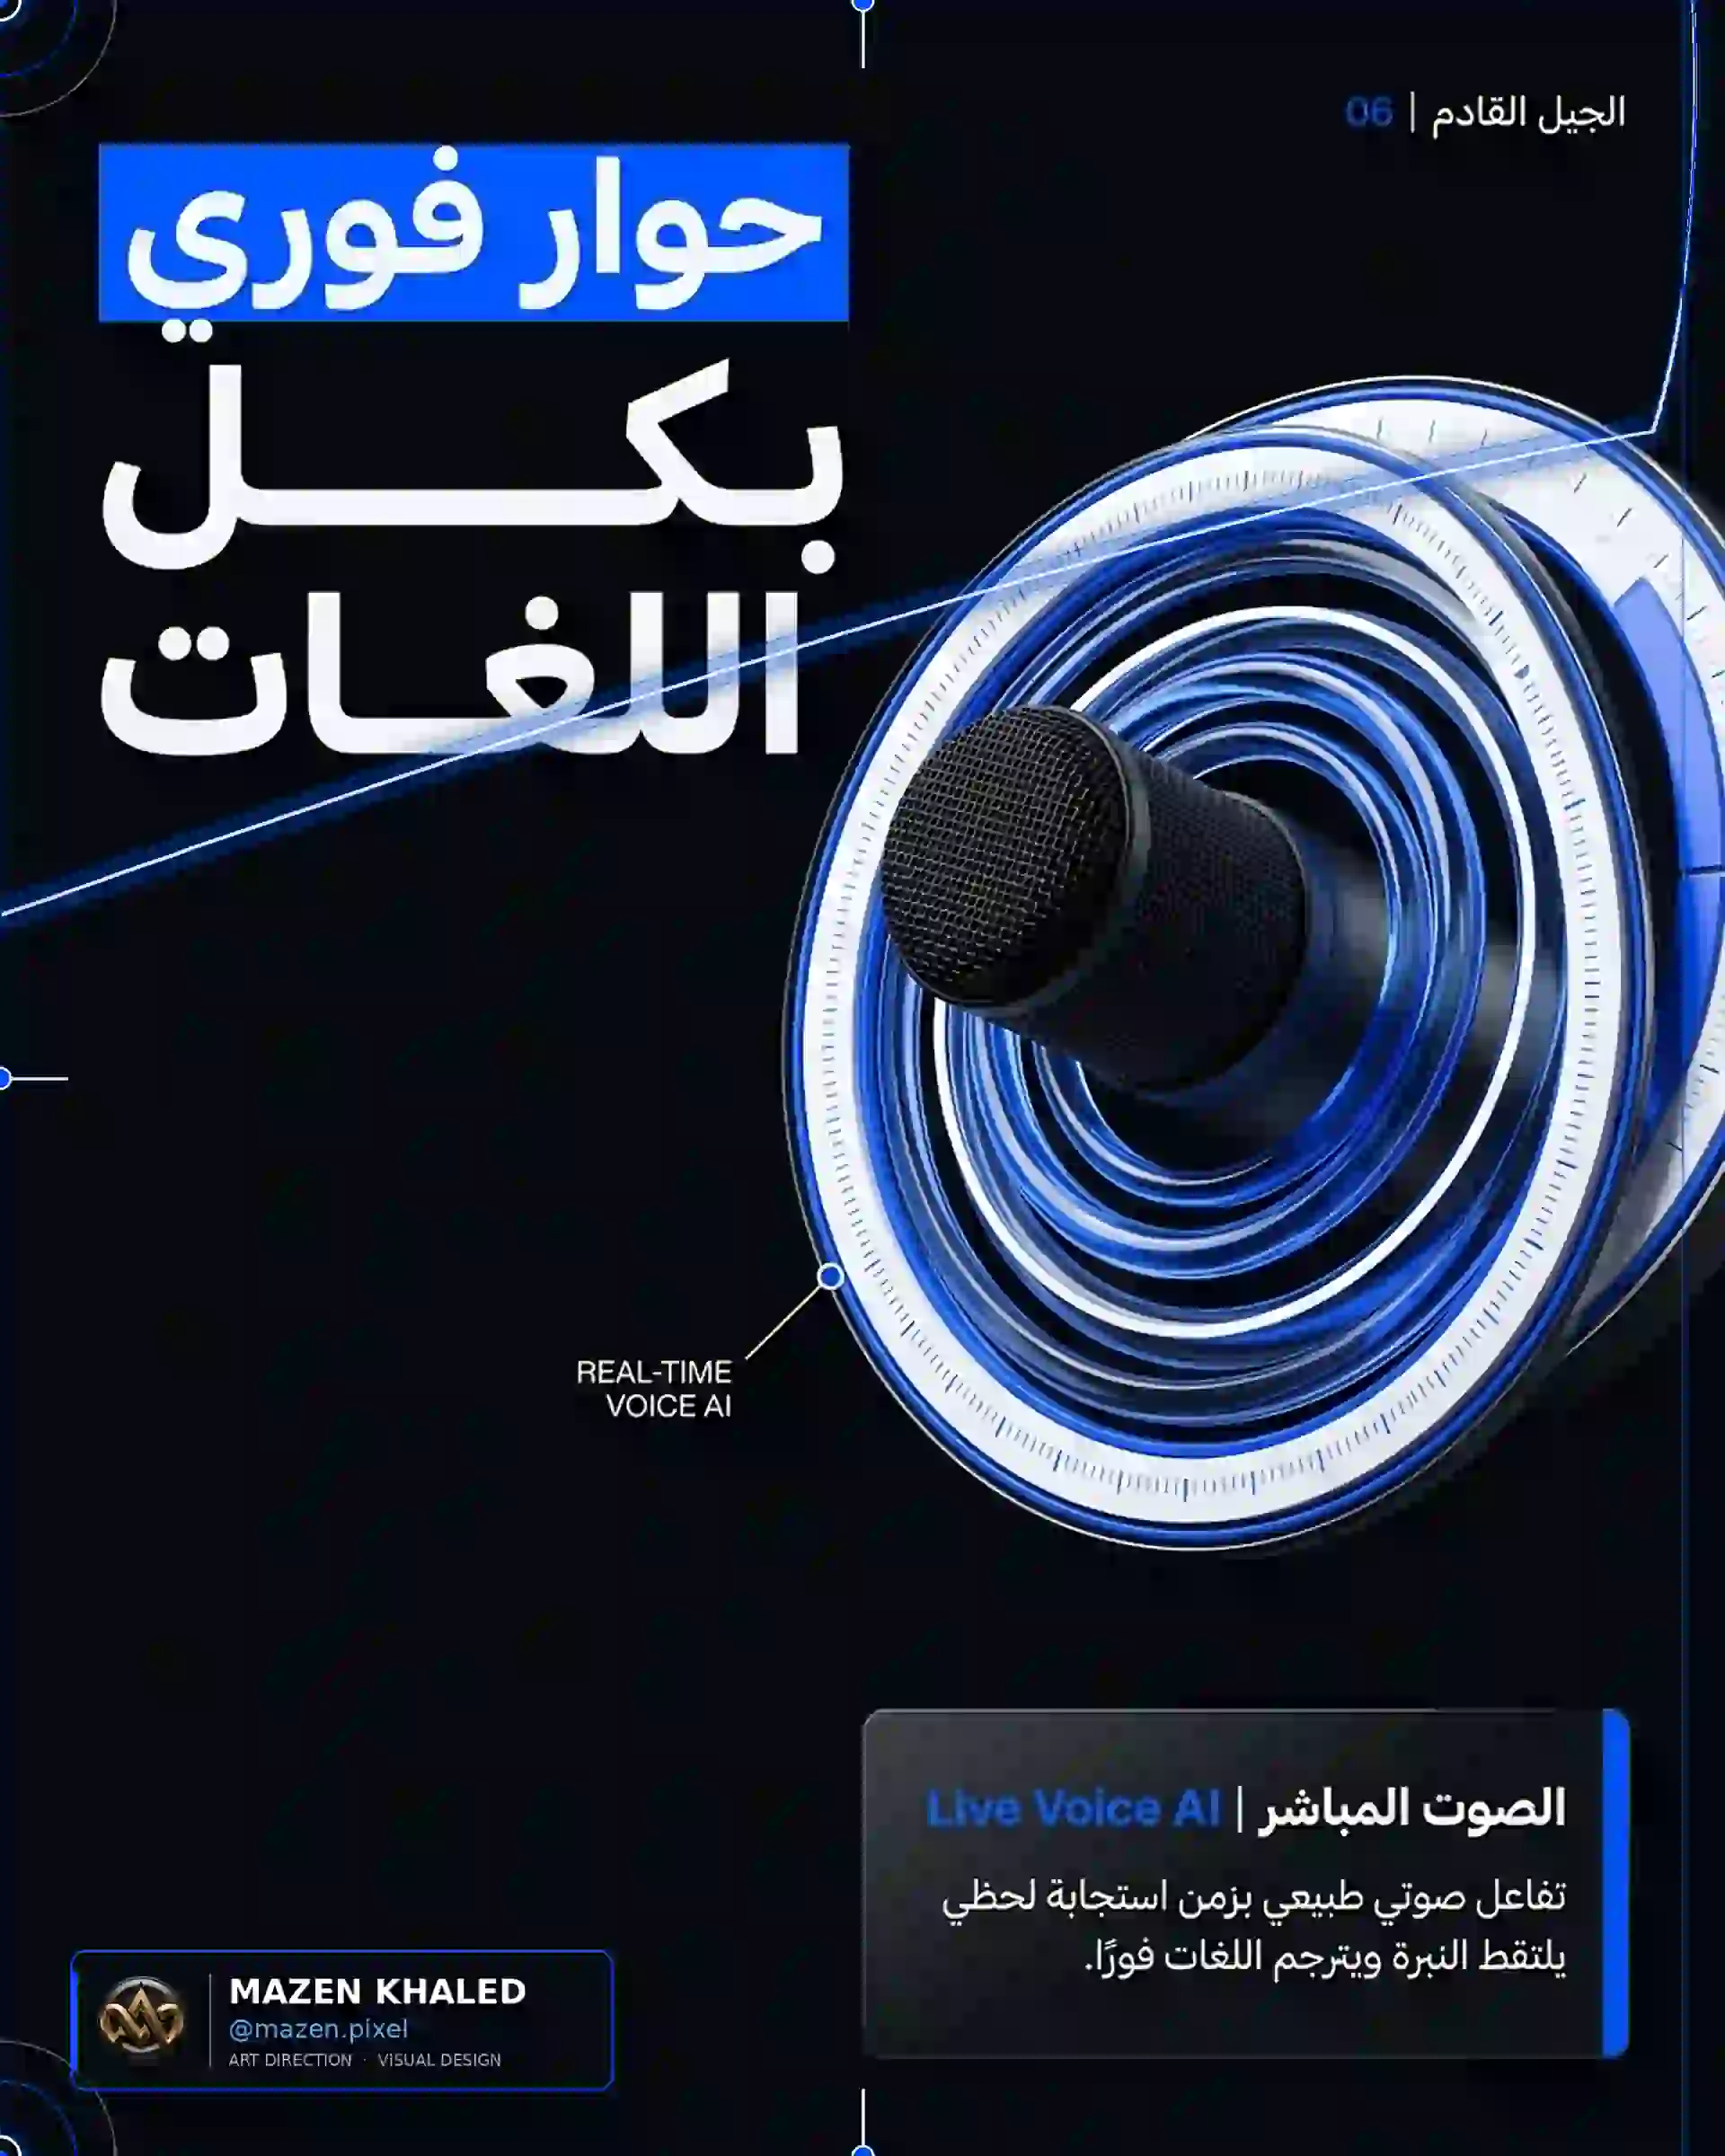 الجيل القادم | 06
حوار فوري
بكل
اللغات
REAL-TIME
VOICE AI
الصوت المباشر | Live Voice AI
تفاعل صوتي طبيعي بزمن استجابة لحظي
يلتقط النبرة ويترجم اللغات فورًا.
MAZEN KHALED
@mazen.pixel
ART DIRECTION · VISUAL DESIGN